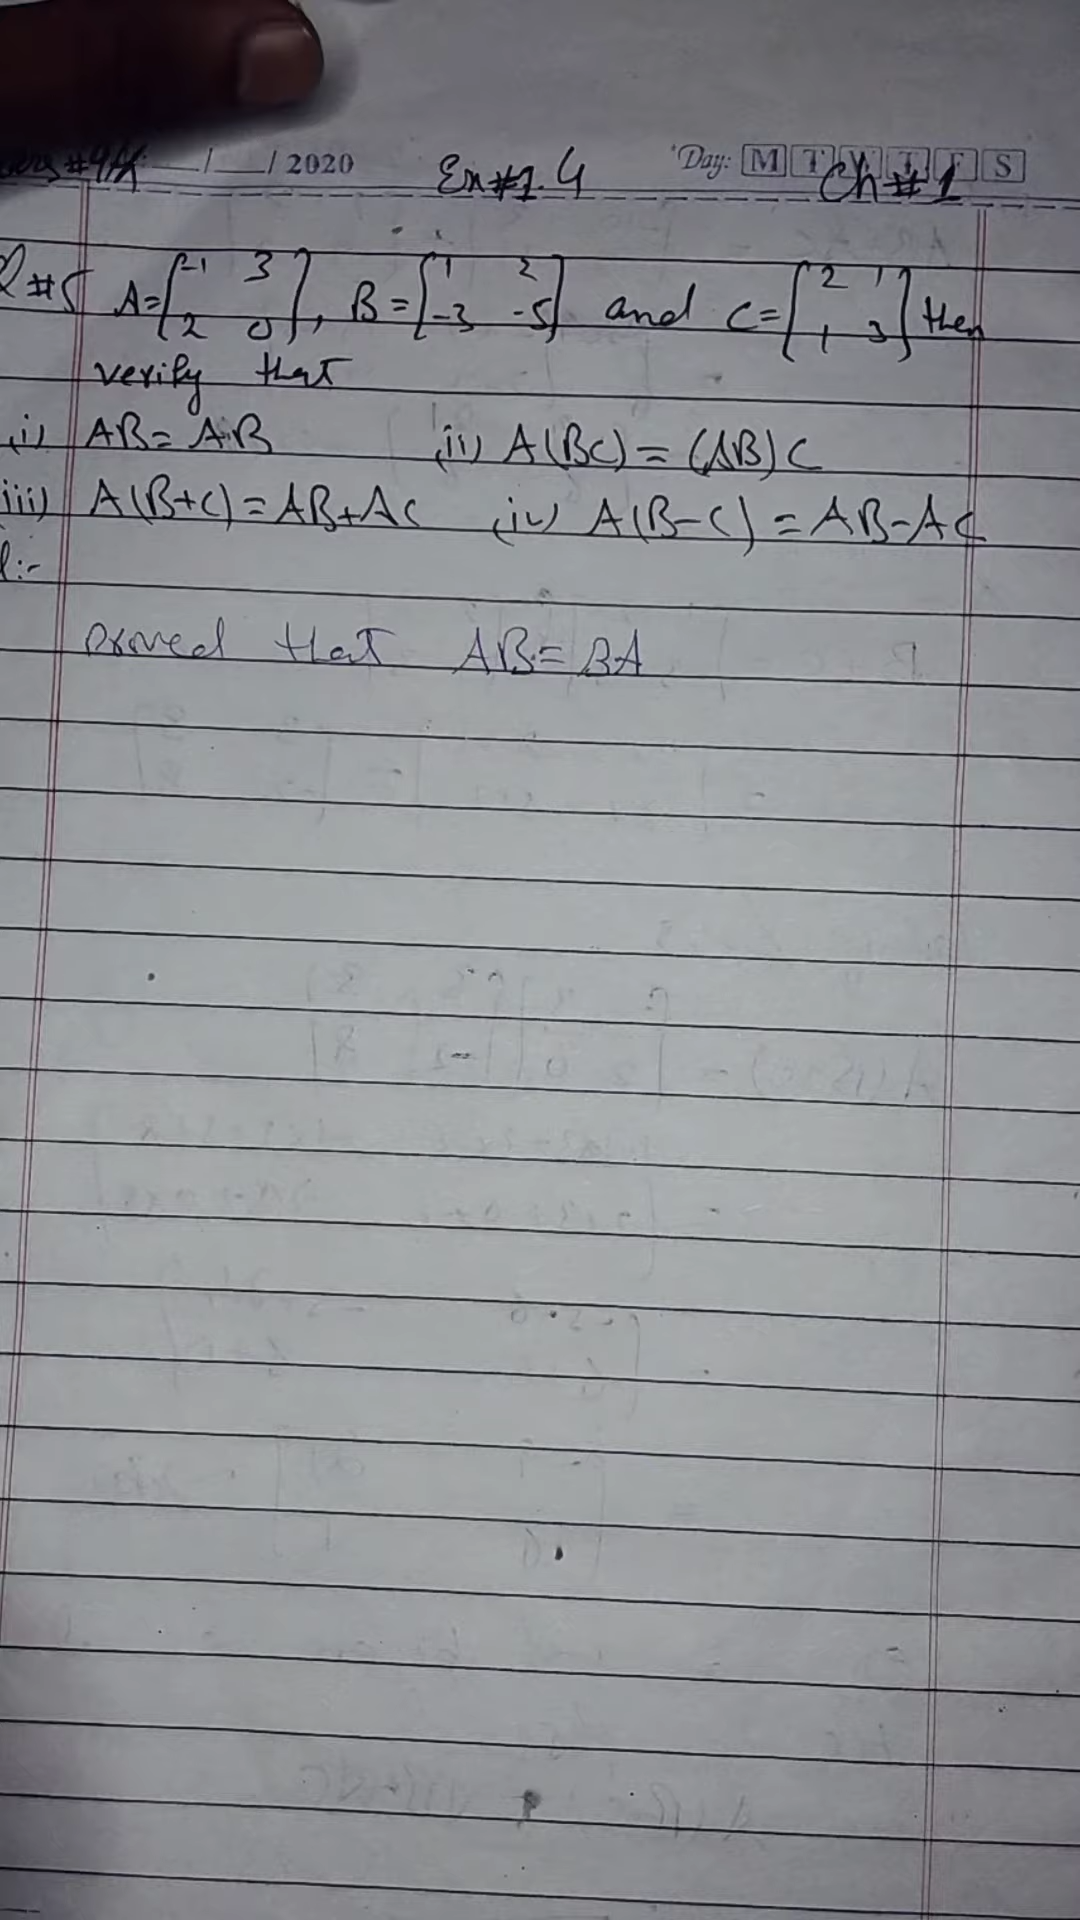 / / 2020 Ex#1.4 Day: M T W T F S Ch#1
Q#5 A=[-1 3 2 0], B=[1 2 -3 -5] and C=[2 1 1 3] then
verify that
(i) AB=AB (ii) A(BC)=(AB)C
(iii) A(B+C)=AB+AC (iv) A(B-C)=AB-AC
proved that AB=BA